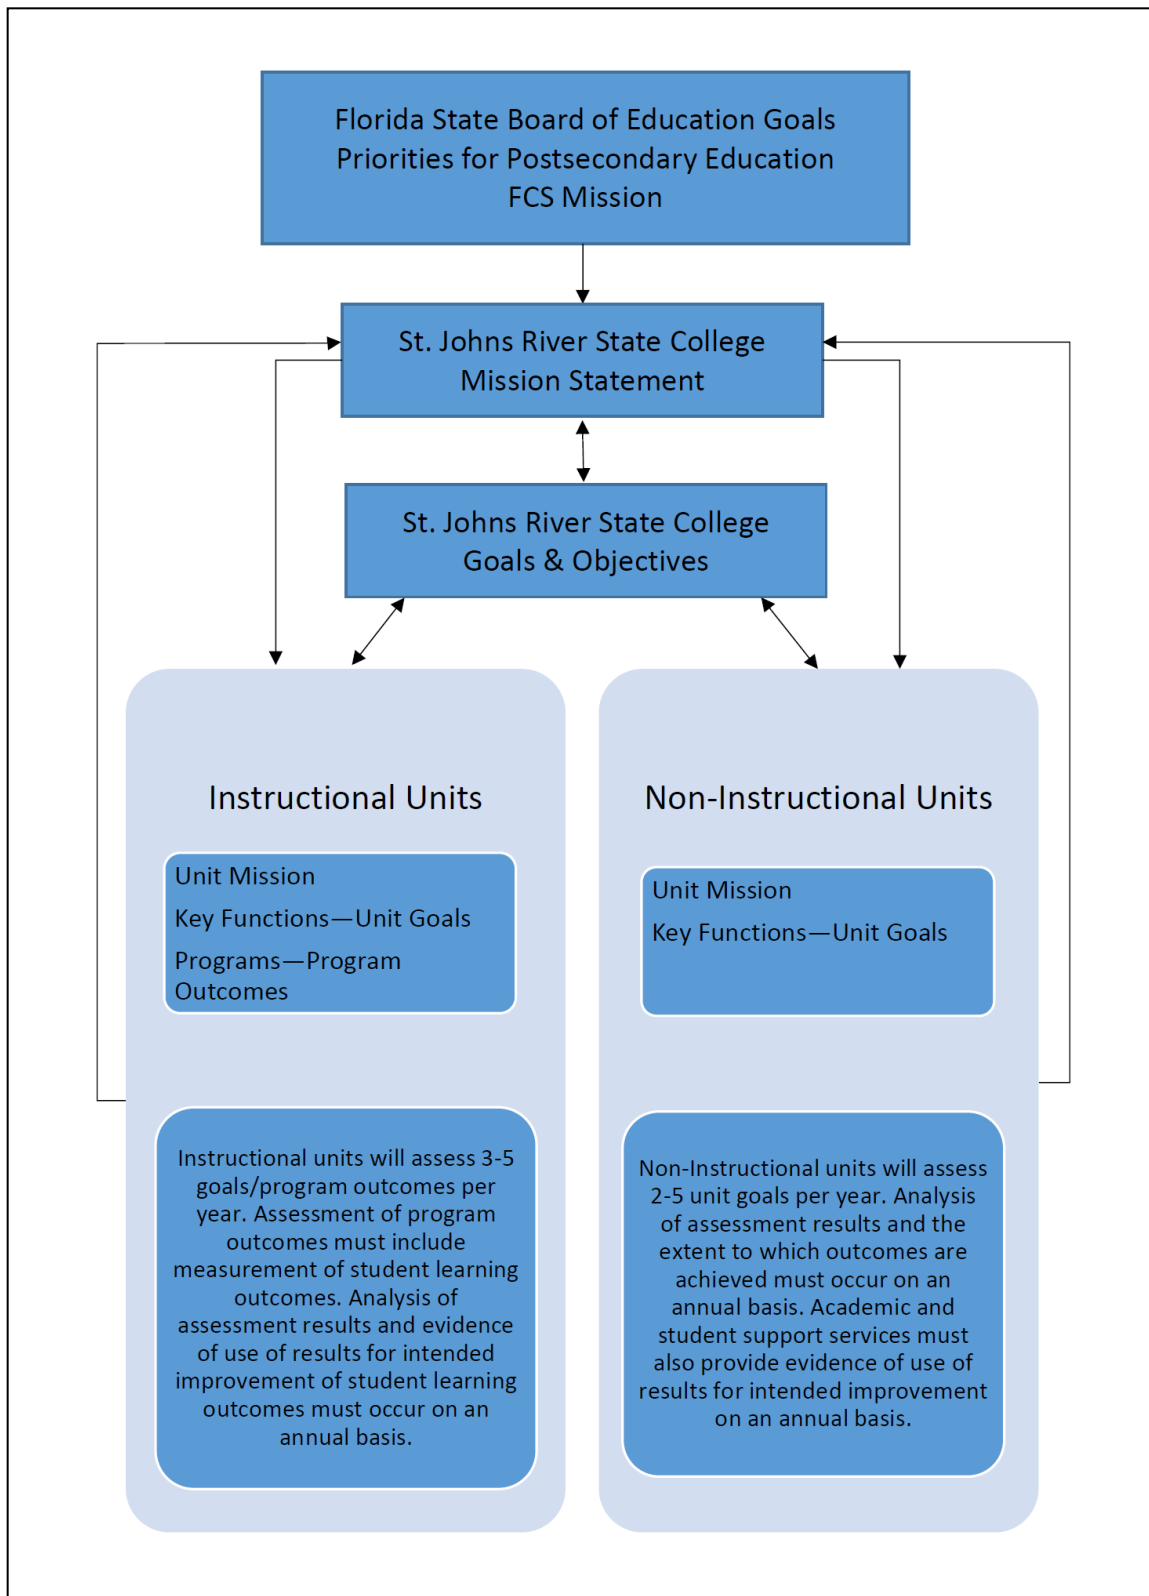 Florida State Board of Education Goals
Priorities for Postsecondary Education
FCS Mission
St. Johns River State College
Mission Statement
St. Johns River State College
Goals & Objectives
Instructional Units
Unit Mission
Key Functions—Unit Goals
Programs—Program
Outcomes
Instructional units will assess 3-5
goals/program outcomes per
year. Assessment of program
outcomes must include
measurement of student learning
outcomes. Analysis of
assessment results and evidence
of use of results for intended
improvement of student learning
outcomes must occur on an
annual basis.
Non-Instructional Units
Unit Mission
Key Functions—Unit Goals
Non-Instructional units will assess
2-5 unit goals per year. Analysis
of assessment results and the
extent to which outcomes are
achieved must occur on an
annual basis. Academic and
student support services must
also provide evidence of use of
results for intended improvement
on an annual basis.